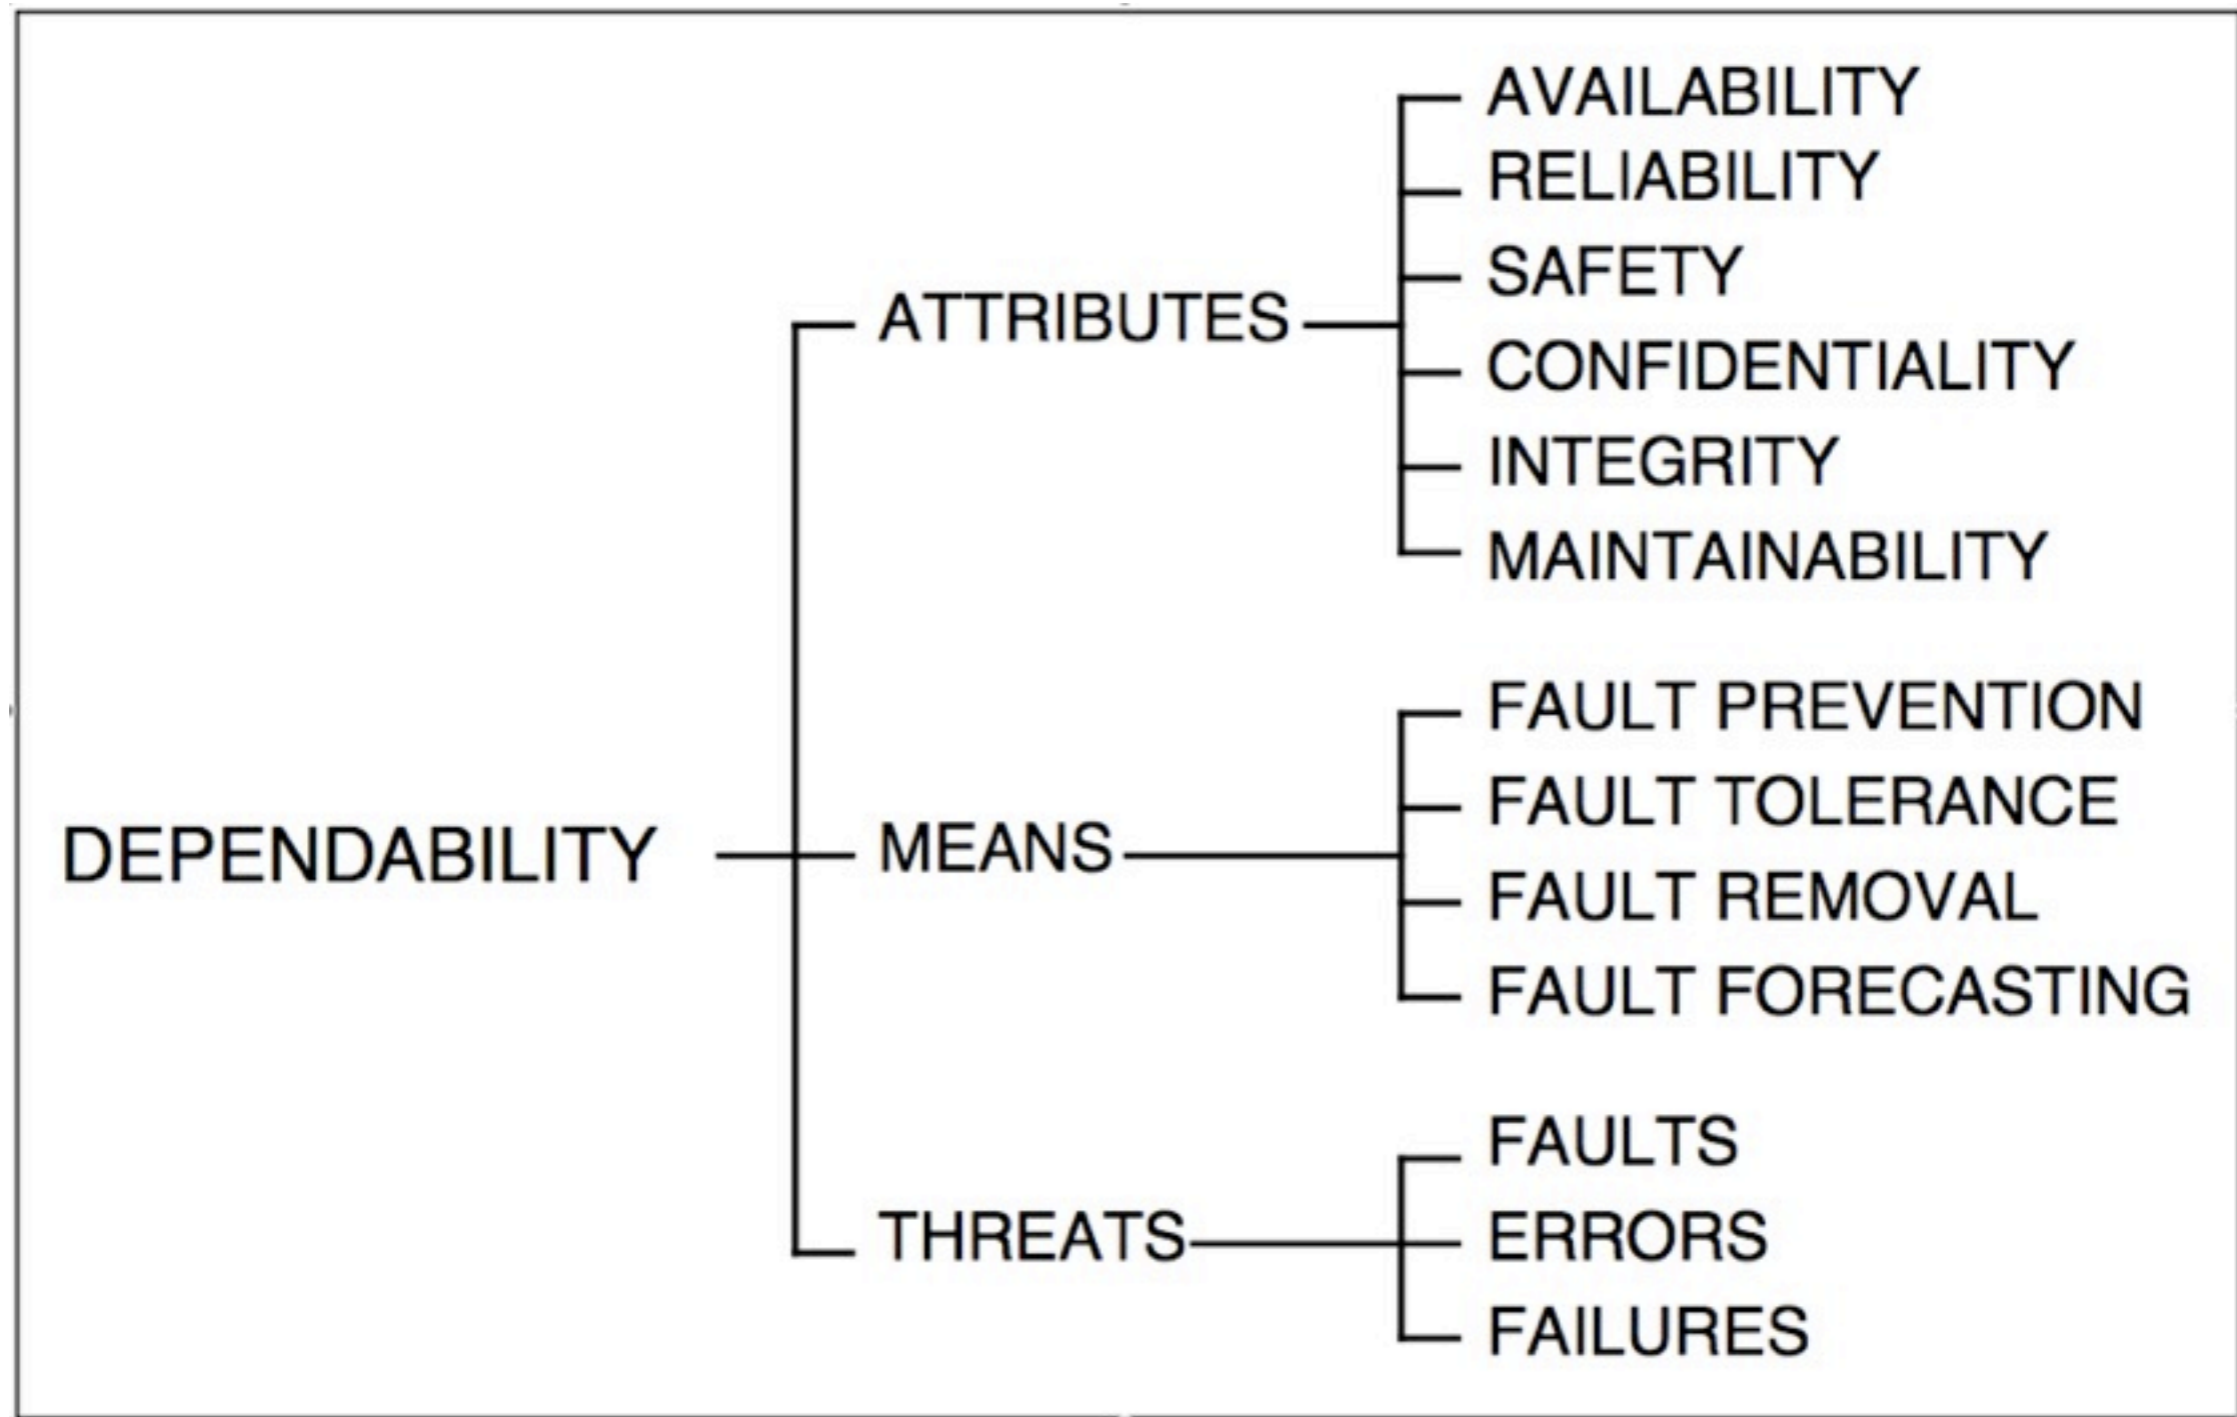 AVAILABILITY
RELIABILITY
SAFETY
ATTRIBUTES
CONFIDENTIALITY
INTEGRITY
MAINTAINABILITY
FAULT PREVENTION
FAULT TOLERANCE
DEPENDABILITY
MEANS
FAULT REMOVAL
FAULT FORECASTING
FAULTS
THREATS
ERRORS
FAILURES